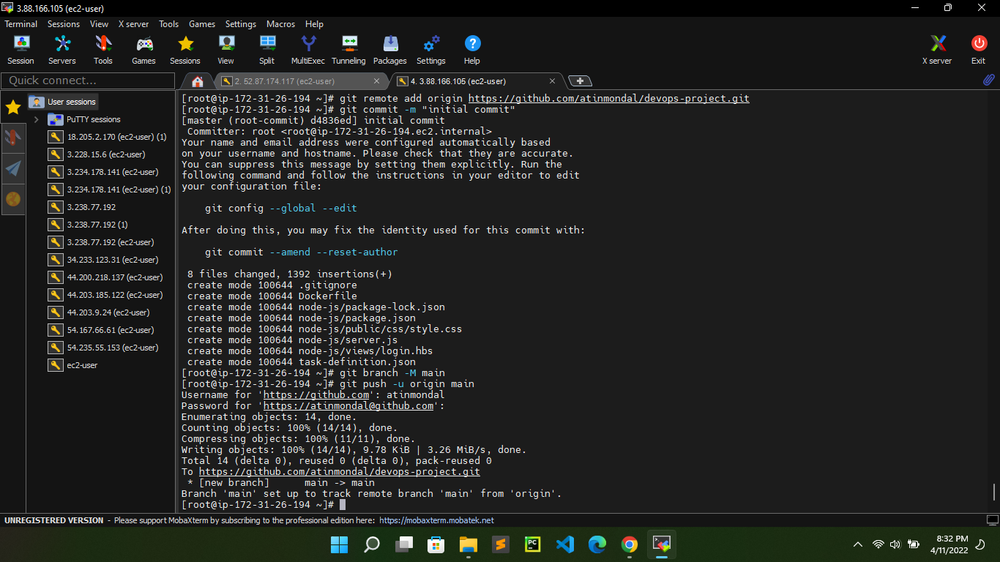 3.88.166.105 (ec2-user)
Terminal Sessions View X server Tools Games Settings Macros Help
Session Servers Tools Games Sessions View Split MultiExec Tunneling Packages Settings Help X server Exit
Quick connect...
2. 52.87.174.117 (ec2-user)
4. 3.88.166.105 (ec2-user)
User sessions
PuTTY sessions
18.205.2.170 (ec2-user) (1)
3.228.15.6 (ec2-user)
3.234.178.141 (ec2-user)
3.234.178.141 (ec2-user) (1)
3.238.77.192
3.238.77.192 (1)
3.238.77.192 (ec2-user)
34.233.123.31 (ec2-user)
44.200.218.137 (ec2-user)
44.203.185.122 (ec2-user)
44.203.9.24 (ec2-user)
54.167.66.61 (ec2-user)
54.235.55.153 (ec2-user)
ec2-user
[root@ip-172-31-26-194 ~]# git remote add origin https://github.com/atinmondal/devops-project.git
[root@ip-172-31-26-194 ~]# git commit -m "initial commit"
[master (root-commit) d4836ed] initial commit
 Committer: root <root@ip-172-31-26-194.ec2.internal>
Your name and email address were configured automatically based
on your username and hostname. Please check that they are accurate.
You can suppress this message by setting them explicitly. Run the
following command and follow the instructions in your editor to edit
your configuration file:
    git config --global --edit
After doing this, you may fix the identity used for this commit with:
    git commit --amend --reset-author
 8 files changed, 1392 insertions(+)
 create mode 100644 .gitignore
 create mode 100644 Dockerfile
 create mode 100644 node-js/package-lock.json
 create mode 100644 node-js/package.json
 create mode 100644 node-js/public/css/style.css
 create mode 100644 node-js/server.js
 create mode 100644 node-js/views/login.hbs
 create mode 100644 task-definition.json
[root@ip-172-31-26-194 ~]# git branch -M main
[root@ip-172-31-26-194 ~]# git push -u origin main
Username for 'https://github.com': atinmondal
Password for 'https://atinmondal@github.com':
Enumerating objects: 14, done.
Counting objects: 100% (14/14), done.
Compressing objects: 100% (11/11), done.
Writing objects: 100% (14/14), 9.78 KiB | 3.26 MiB/s, done.
Total 14 (delta 0), reused 0 (delta 0), pack-reused 0
To https://github.com/atinmondal/devops-project.git
 * [new branch]      main -> main
Branch 'main' set up to track remote branch 'main' from 'origin'.
[root@ip-172-31-26-194 ~]#
UNREGISTERED VERSION - Please support MobaXterm by subscribing to the professional edition here: https://mobaxterm.mobatek.net
PC
8:32 PM
4/11/2022